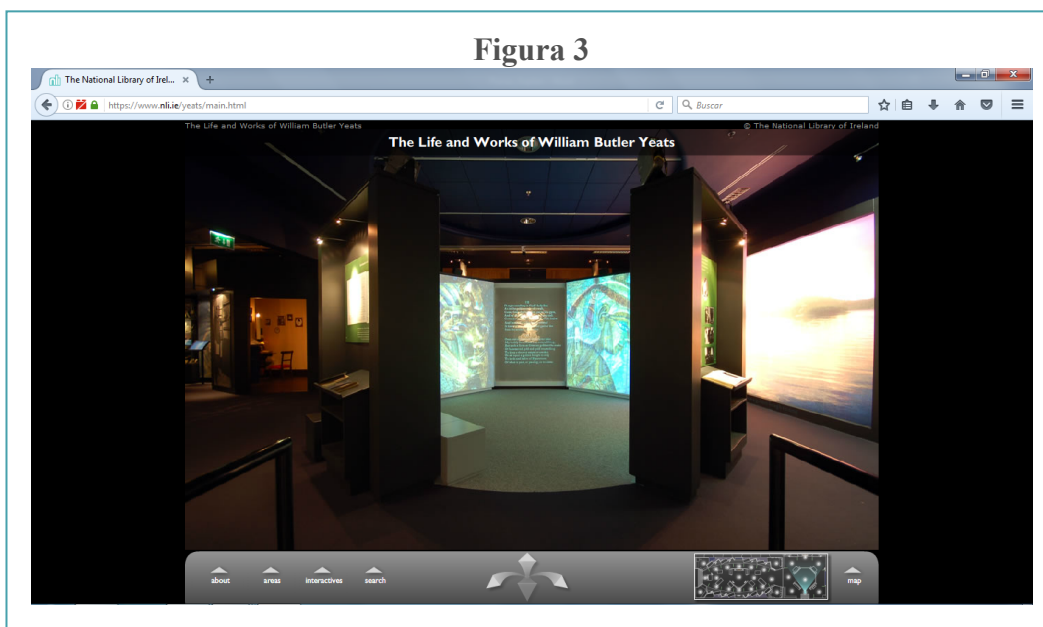 Figura 3
The National Library of Irel...
https://www.nli.ie/yeats/main.html
Buscar
The Life and Works of William Butler Yeats
© The National Library of Ireland
The Life and Works of William Butler Yeats
about
areas
interactives
search
map